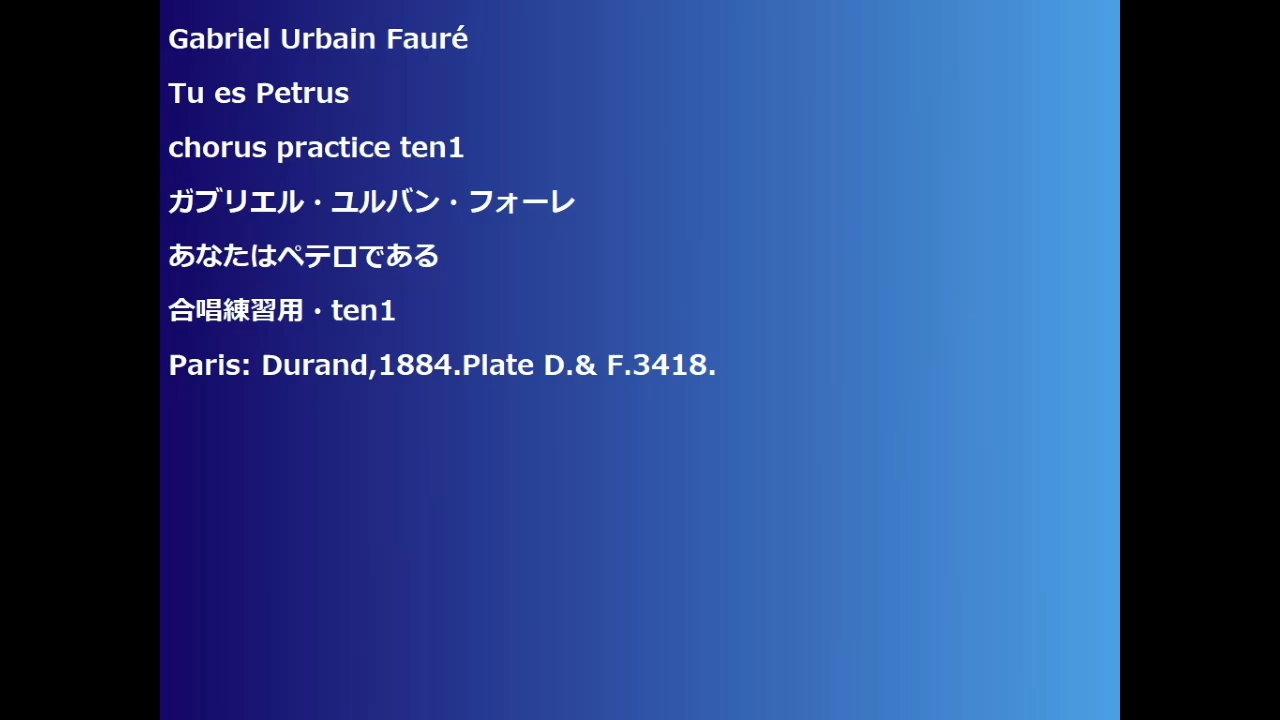 Gabriel Urbain Fauré
Tu es Petrus
chorus practice ten1
ガブリエル・ユルバン・フォーレ
あなたはペテロである
合唱練習用・ten1
Paris: Durand,1884.Plate D.& F.3418.